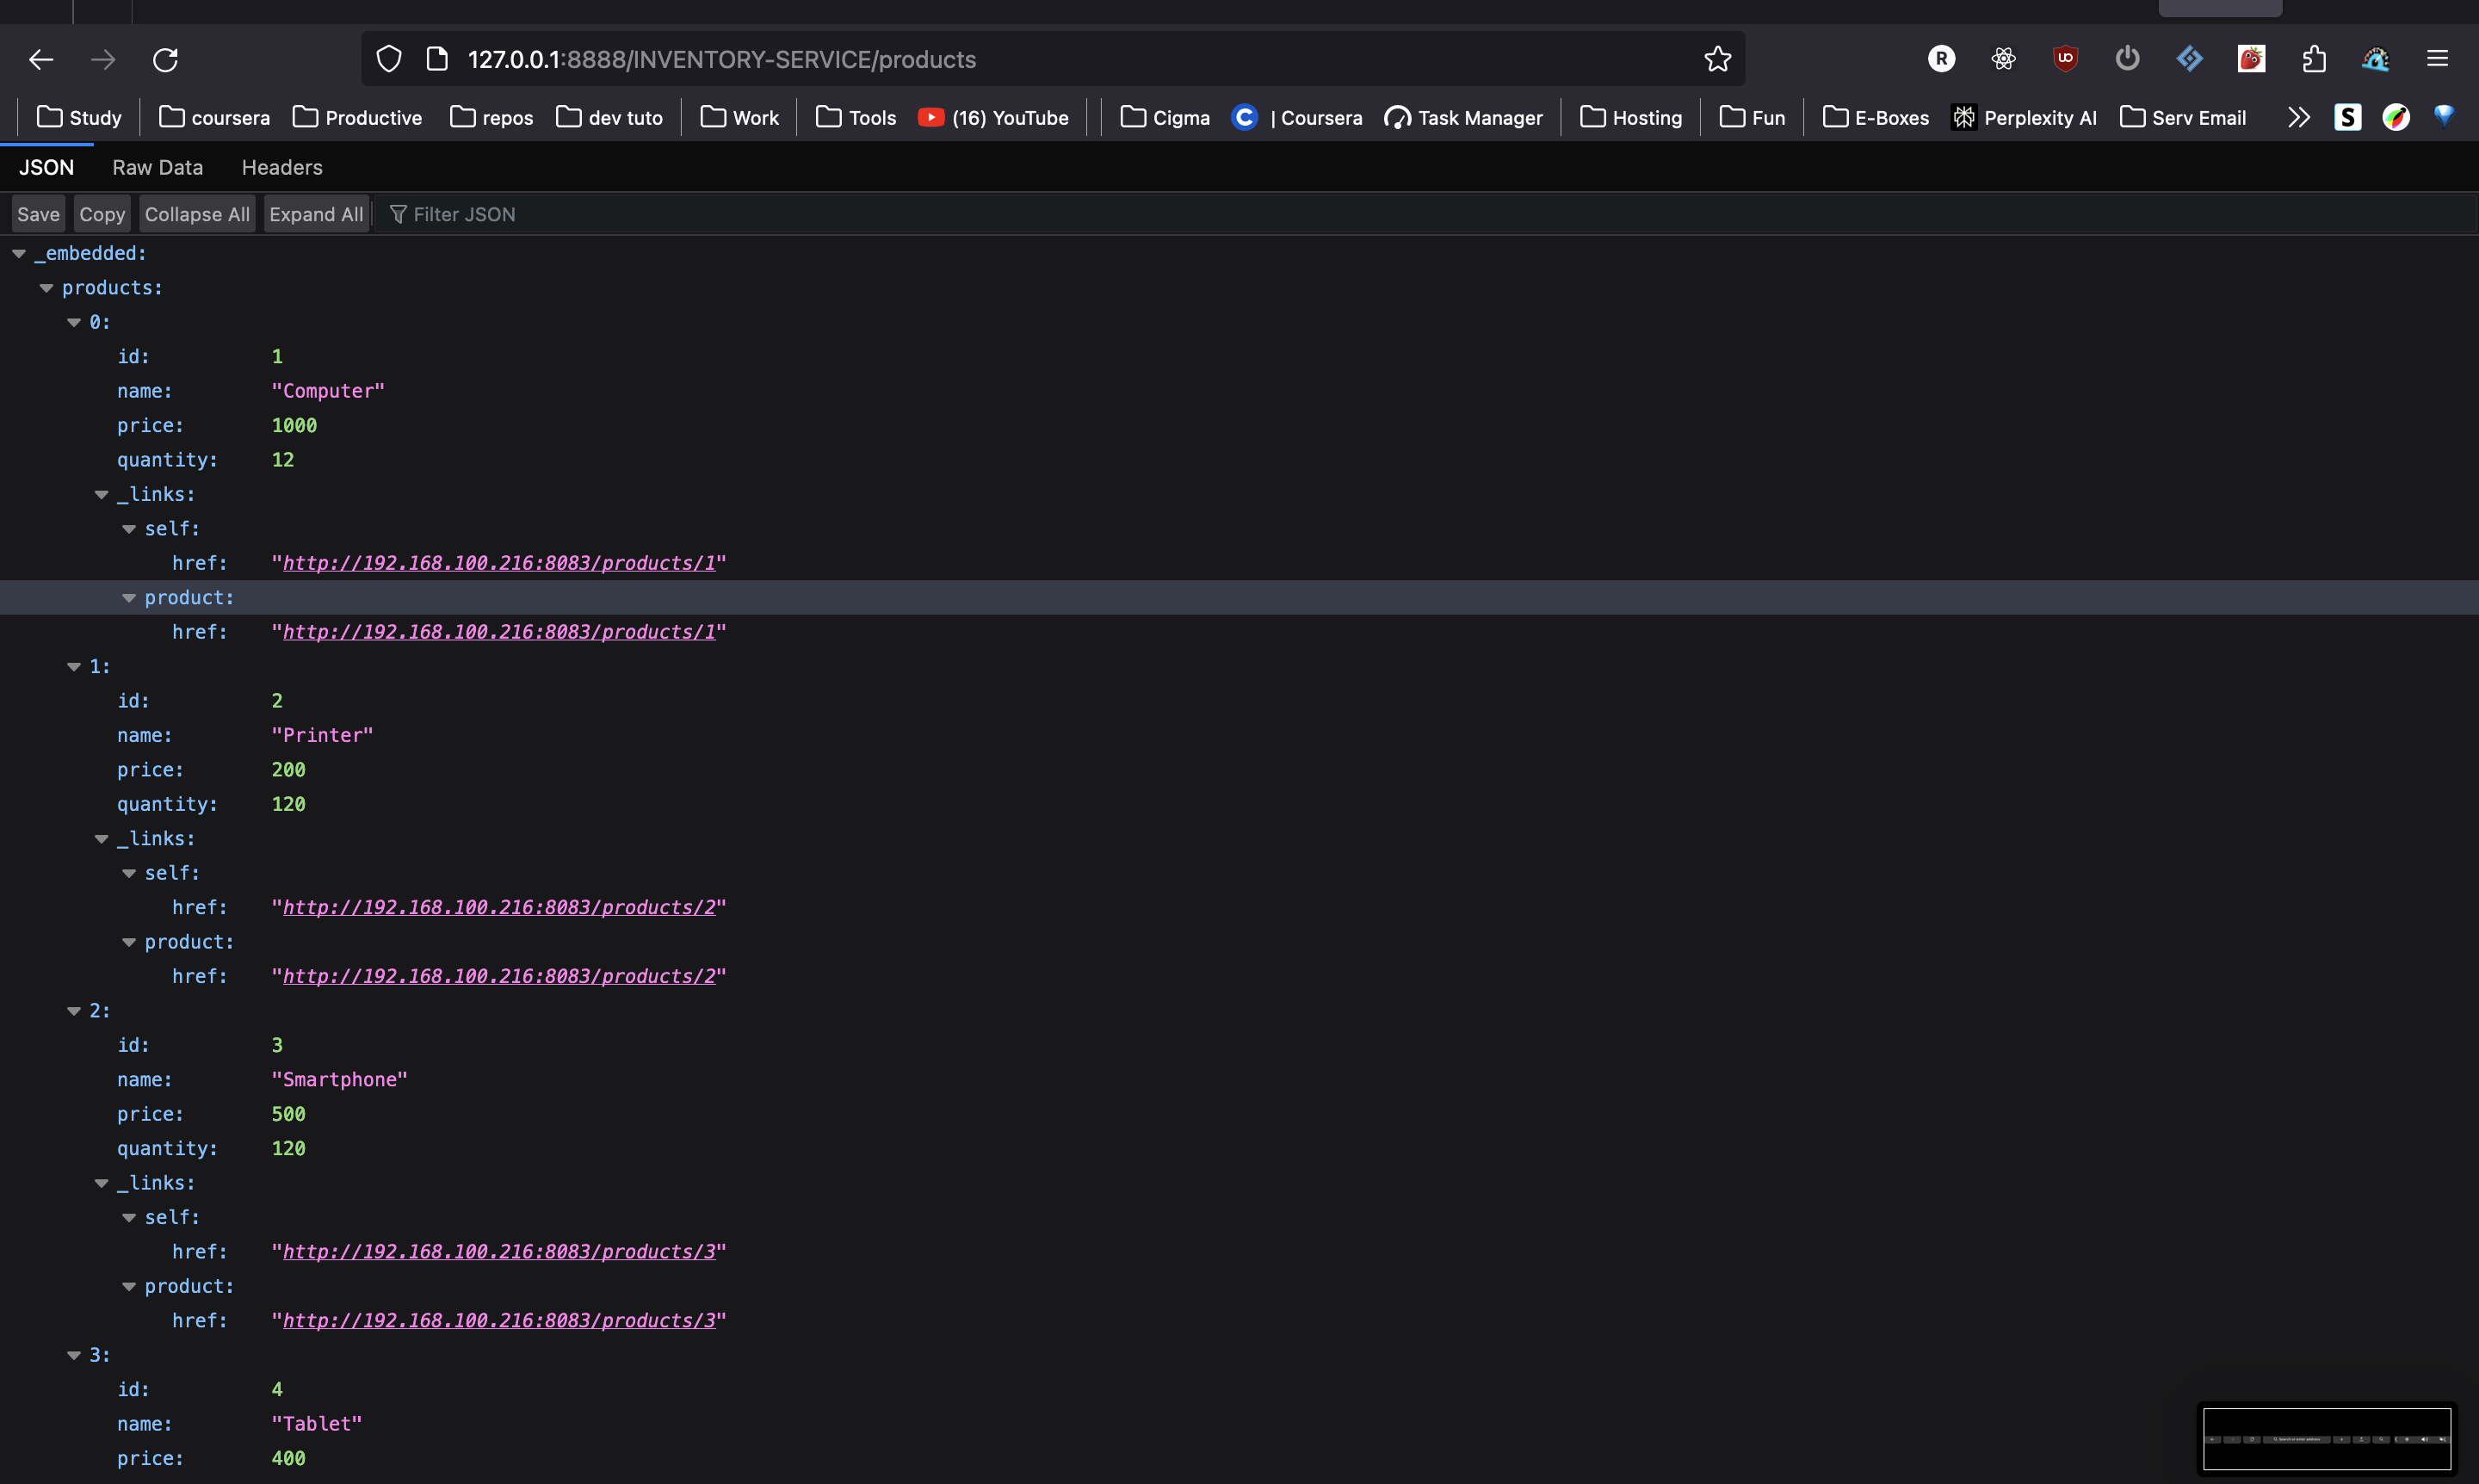 127.0.0.1:8888/INVENTORY-SERVICE/products
R
UO
Study coursera Productive repos dev tuto Work Tools (16) YouTube Cigma C | Coursera Task Manager Hosting Fun E-Boxes Perplexity AI Serv Email S
JSON Raw Data Headers
Save Copy Collapse All Expand All Filter JSON
_embedded:
products:
0:
id: 1
name: "Computer"
price: 1000
quantity: 12
_links:
self:
href: "http://192.168.100.216:8083/products/1"
product:
href: "http://192.168.100.216:8083/products/1"
1:
id: 2
name: "Printer"
price: 200
quantity: 120
_links:
self:
href: "http://192.168.100.216:8083/products/2"
product:
href: "http://192.168.100.216:8083/products/2"
2:
id: 3
name: "Smartphone"
price: 500
quantity: 120
_links:
self:
href: "http://192.168.100.216:8083/products/3"
product:
href: "http://192.168.100.216:8083/products/3"
3:
id: 4
name: "Tablet"
price: 400